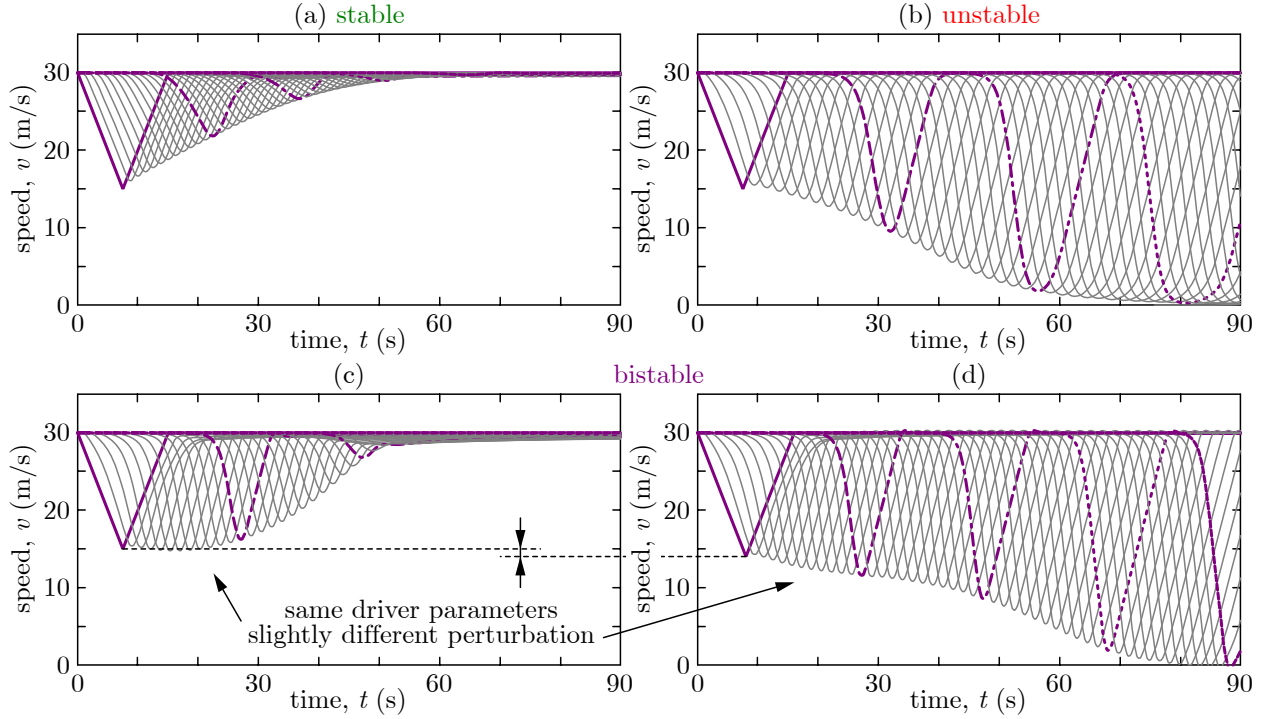 (a) stable
(b) unstable
speed, v (m/s)
30
20
10
0
0
30
60
90
time, t (s)
speed, v (m/s)
30
20
10
0
0
30
60
90
time, t (s)
(c)
bistable
(d)
speed, v (m/s)
30
20
10
0
0
30
60
90
time, t (s)
same driver parameters
slightly different perturbation
speed, v (m/s)
30
20
10
0
0
30
60
90
time, t (s)